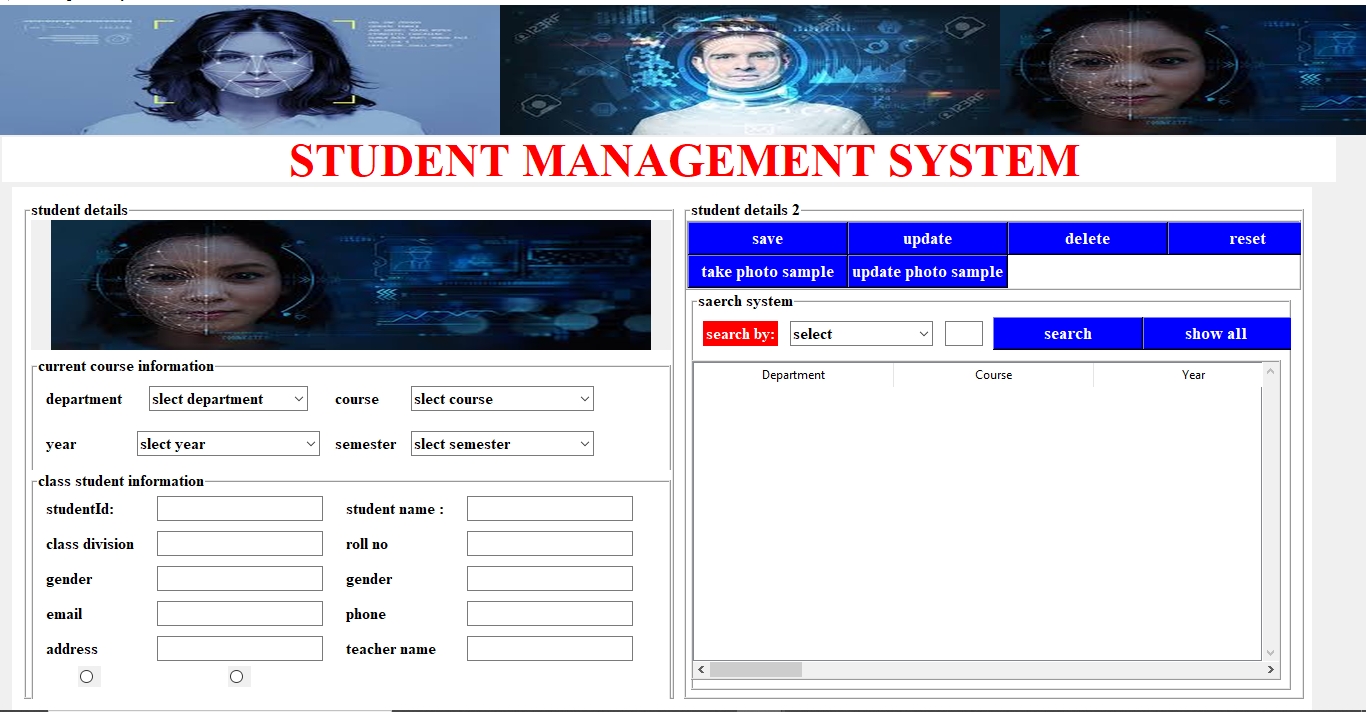 123RF
123RF
STUDENT MANAGEMENT SYSTEM
student details
current course information
department slect department course slect course
year slect year semester slect semester
class student information
studentId: student name :
class division roll no
gender gender
email phone
address teacher name
student details 2
save update delete reset
take photo sample update photo sample
saerch system
search by: select search show all
Department Course Year